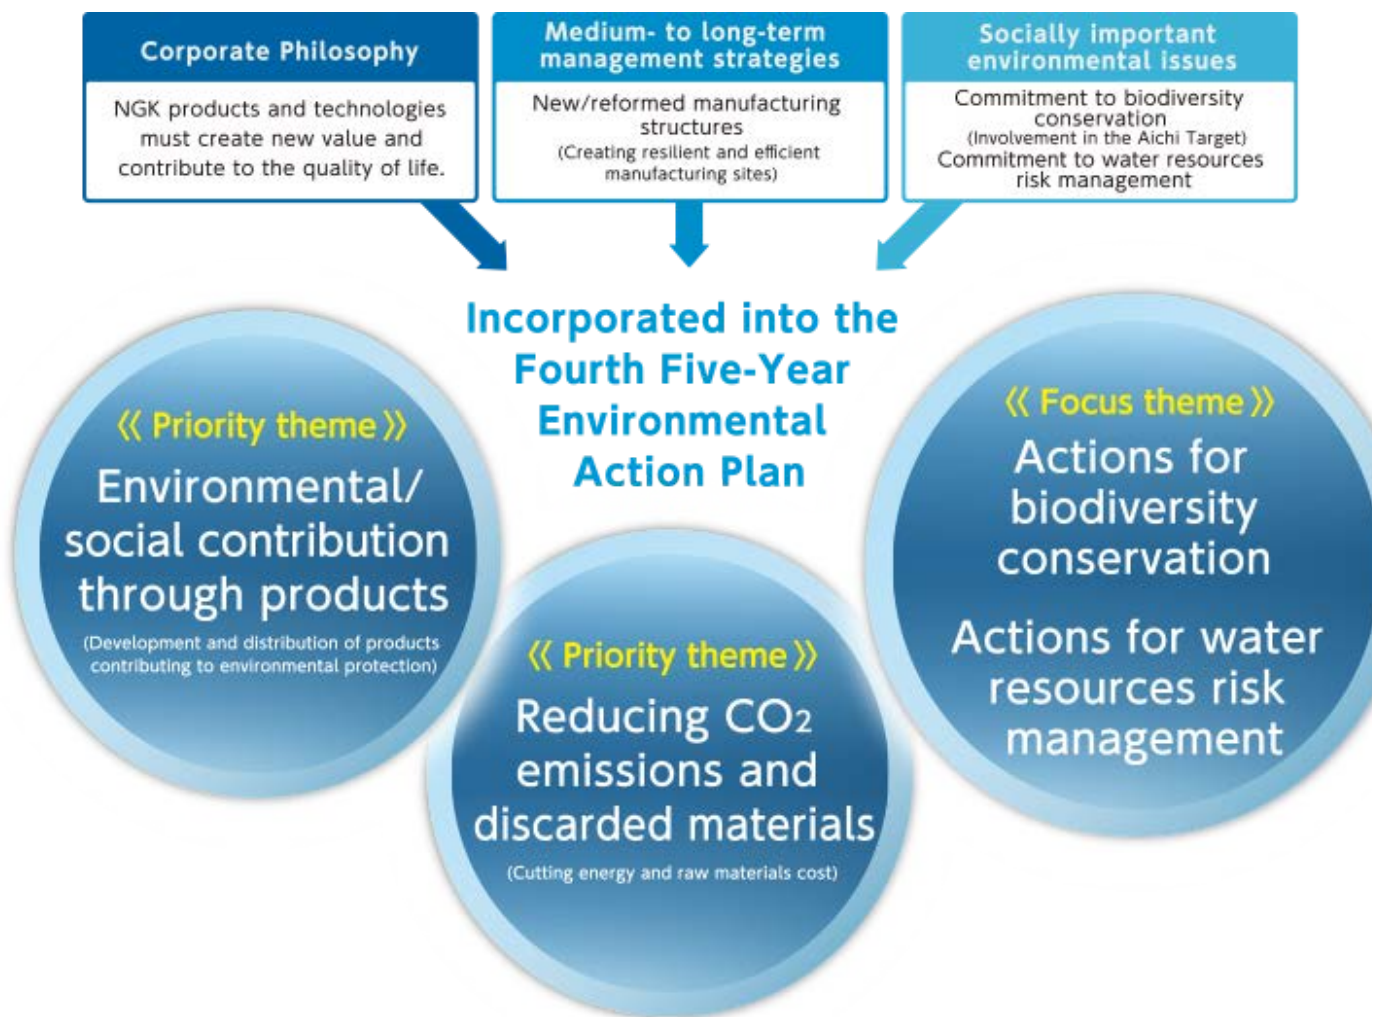 Corporate Philosophy
NGK products and technologies
must create new value and
contribute to the quality of life.
Medium- to long-term
management strategies
New/reformed manufacturing
structures
(Creating resilient and efficient
manufacturing sites)
Socially important
environmental issues
Commitment to biodiversity
conservation
(Involvement in the Aichi Target)
Commitment to water resources
risk management
Incorporated into the
Fourth Five-Year
Environmental
Action Plan
《 Priority theme 》
Environmental/
social contribution
through products
(Development and distribution of products
contributing to environmental protection)
《 Priority theme 》
Reducing CO2
emissions and
discarded materials
(Cutting energy and raw materials cost)
《 Focus theme 》
Actions for
biodiversity
conservation
Actions for water
resources risk
management